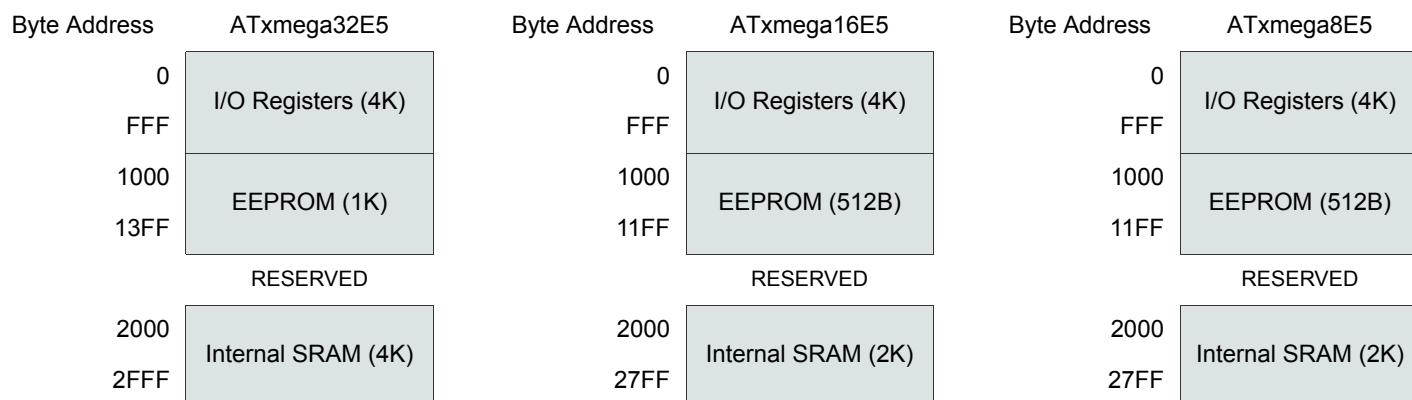 Byte Address ATxmega32E5 Byte Address ATxmega16E5 Byte Address ATxmega8E5
0 0 0
I/O Registers (4K) I/O Registers (4K) I/O Registers (4K)
FFF FFF FFF
1000 1000 1000
EEPROM (1K) EEPROM (512B) EEPROM (512B)
13FF 11FF 11FF
RESERVED RESERVED RESERVED
2000 2000 2000
Internal SRAM (4K) Internal SRAM (2K) Internal SRAM (2K)
2FFF 27FF 27FF